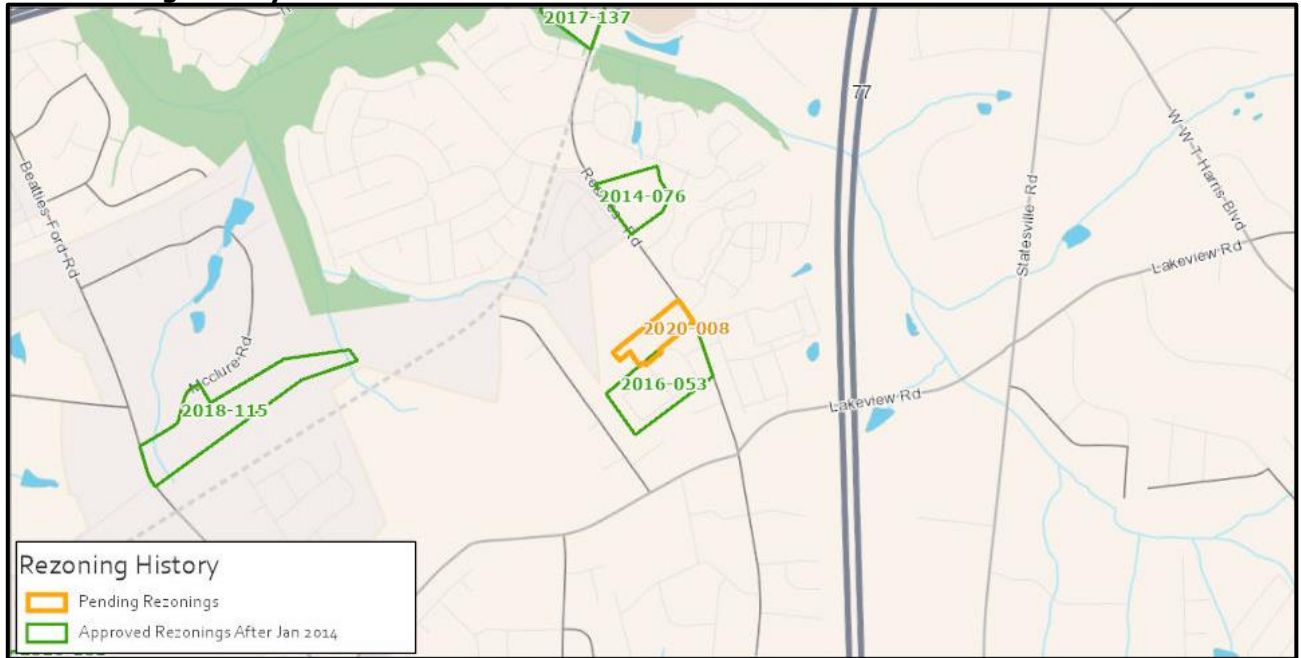 2017-137
77
Beatties-Ford-Rd
2014-076
Rd
W-W-T-Harris-Blvd
Statesville-Rd
Lakeview-Rd
2020-008
Mcclure-Rd
2016-053
2018-115
Lakeview-Rd
Rezoning History
Pending Rezonings
Approved Rezonings After Jan 2014